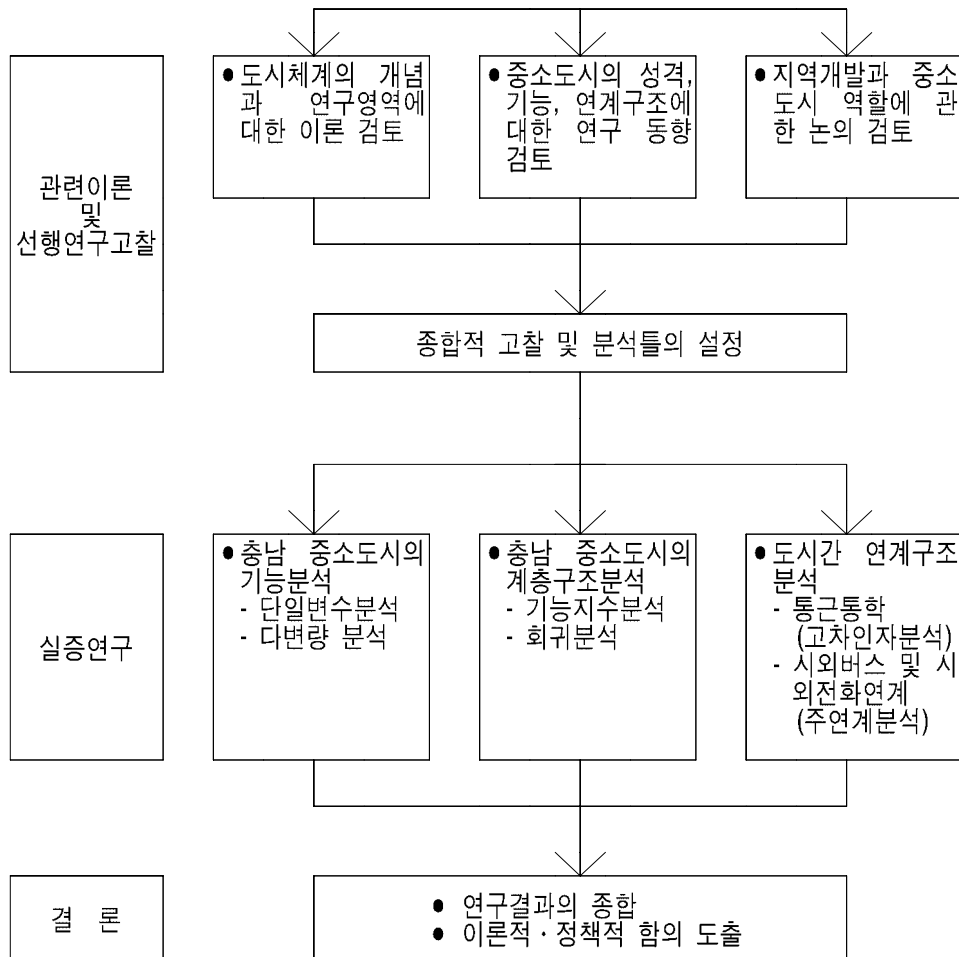 관련이론
및
선행연구고찰
● 도시체계의 개념
과 연구영역에
대한 이론 검토
● 중소도시의 성격,
기능, 연계구조에
대한 연구 동향
검토
● 지역개발과 중소
도시 역할에 관
한 논의 검토
종합적 고찰 및 분석틀의 설정
실증연구
● 충남 중소도시의
기능분석
- 단일변수분석
- 다변량 분석
● 충남 중소도시의
계층구조분석
- 기능지수분석
- 회귀분석
● 도시간 연계구조
분석
- 통근통학
(고차인자분석)
- 시외버스 및 시
외전화연계
(주연계분석)
결 론
● 연구결과의 종합
● 이론적·정책적 함의 도출